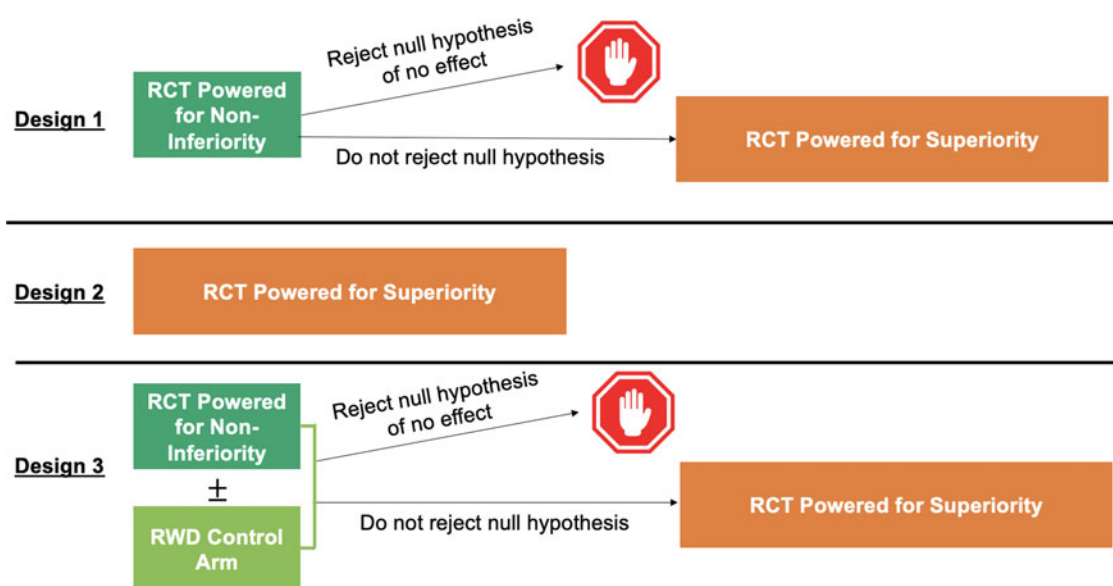 Design 1
RCT Powered
for Non-
Inferiority
Reject null hypothesis
of no effect
Do not reject null hypothesis
RCT Powered for Superiority
Design 2
RCT Powered for Superiority
Design 3
RCT Powered
for Non-
Inferiority
±
RWD Control
Arm
Reject null hypothesis
of no effect
Do not reject null hypothesis
RCT Powered for Superiority